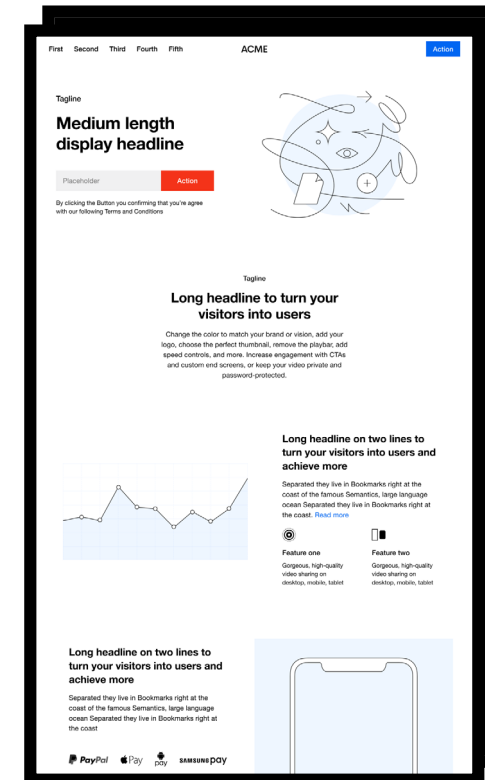 First Second Third Fourth Fifth ACME Action
Tagline
Medium length
display headline
Placeholder Action
By clicking the Button you confirming that you're agree
with our following Terms and Conditions
Tagline
Long headline to turn your
visitors into users
Change the color to match your brand or vision, add your
logo, choose the perfect thumbnail, remove the playbar, add
speed controls, and more. Increase engagement with CTAs
and custom end screens, or keep your video private and
password-protected.
Long headline on two lines to
turn your visitors into users and
achieve more
Separated they live in Bookmarks right at the
coast of the famous Semantics, large language
ocean Separated they live in Bookmarks right at
the coast. Read more
Feature one
Gorgeous, high-quality
video sharing on
desktop, mobile, tablet
Feature two
Gorgeous, high-quality
video sharing on
desktop, mobile, tablet
Long headline on two lines to
turn your visitors into users and
achieve more
Separated they live in Bookmarks right at the
coast of the famous Semantics, large language
ocean Separated they live in Bookmarks right at
the coast
PayPal Pay pay SAMSUNG pay